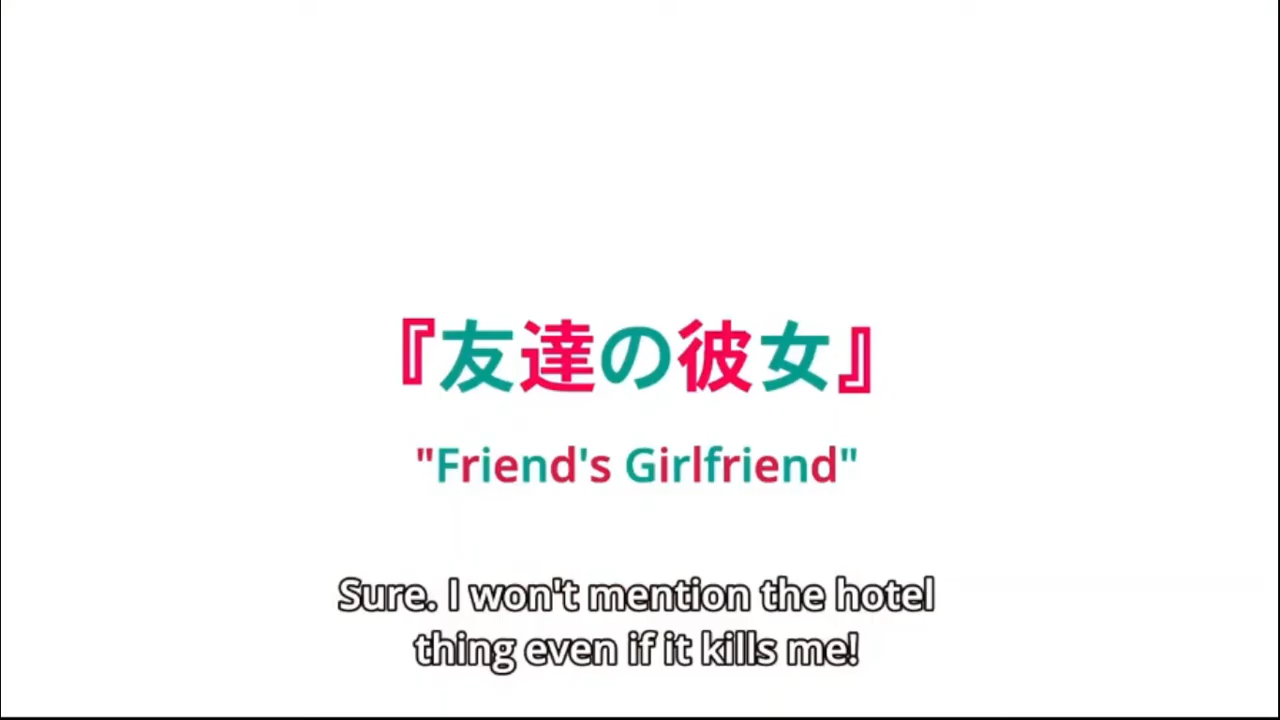 『友達の彼女』
"Friend's Girlfriend"
Sure. I won't mention the hotel
thing even if it kills me!